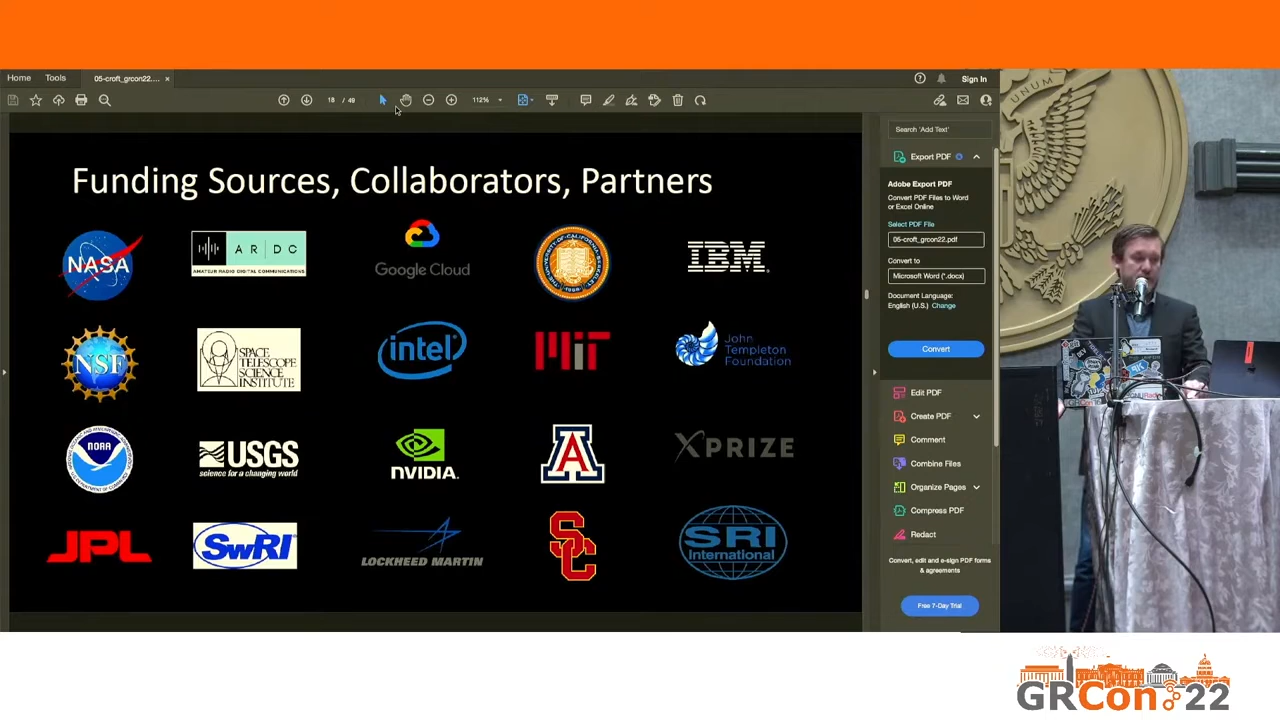 Home Tools 05-croft_grcon22.... ×
Sign In
18 / 49 112%
Funding Sources, Collaborators, Partners
NASA
ARDC
AMATEUR RADIO DIGITAL COMMUNICATIONS
Google Cloud
IBM
NSF
SPACE
TELESCOPE
SCIENCE
INSTITUTE
intel
MIT
John
Templeton
Foundation
NOAA
USGS
science for a changing world
NVIDIA
A
XPRIZE
JPL
SwRI
LOCKHEED MARTIN
SC
SRI
International
Search 'Add Text'
Export PDF
Adobe Export PDF
Convert PDF Files to Word
or Excel Online
Select PDF File
05-croft_grcon22.pdf
Convert to
Microsoft Word (*.docx)
Document Language:
English (U.S.) Change
Convert
Edit PDF
Create PDF
Comment
Combine Files
Organize Pages
Compress PDF
Redact
Convert, edit and e-sign PDF forms
& agreements
Free 7-Day Trial
UNUM
GRCon 22